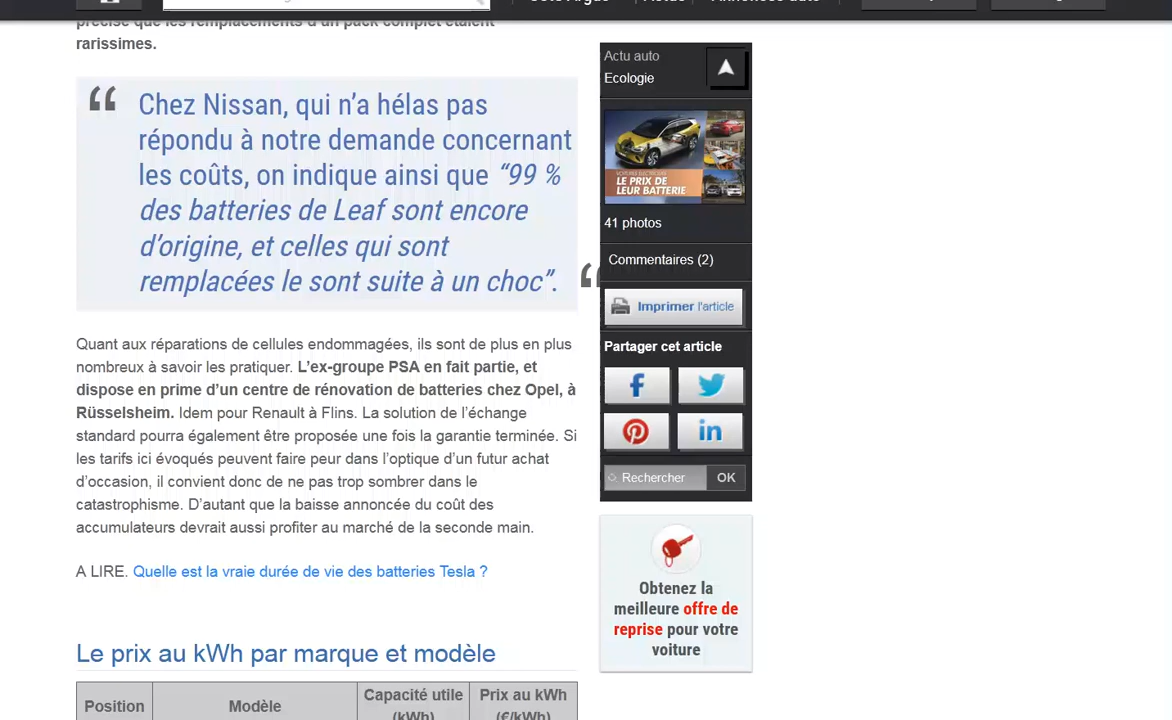 précise que les remplacements d'un pack complet étaient
rarissimes.
“ Chez Nissan, qui n’a hélas pas
répondu à notre demande concernant
les coûts, on indique ainsi que “99 %
des batteries de Leaf sont encore
d’origine, et celles qui sont
remplacées le sont suite à un choc”. “
Quant aux réparations de cellules endommagées, ils sont de plus en plus
nombreux à savoir les pratiquer. L’ex-groupe PSA en fait partie, et
dispose en prime d’un centre de rénovation de batteries chez Opel, à
Rüsselsheim. Idem pour Renault à Flins. La solution de l’échange
standard pourra également être proposée une fois la garantie terminée. Si
les tarifs ici évoqués peuvent faire peur dans l’optique d’un futur achat
d’occasion, il convient donc de ne pas trop sombrer dans le
catastrophisme. D’autant que la baisse annoncée du coût des
accumulateurs devrait aussi profiter au marché de la seconde main.
A LIRE. Quelle est la vraie durée de vie des batteries Tesla ?
Le prix au kWh par marque et modèle
Position Modèle Capacité utile (kWh) Prix au kWh (€/kWh)
Actu auto
Ecologie
LE PRIX DE
LEUR BATTERIE
41 photos
Commentaires (2)
Imprimer l'article
Partager cet article
Rechercher OK
Obtenez la
meilleure offre de
reprise pour votre
voiture